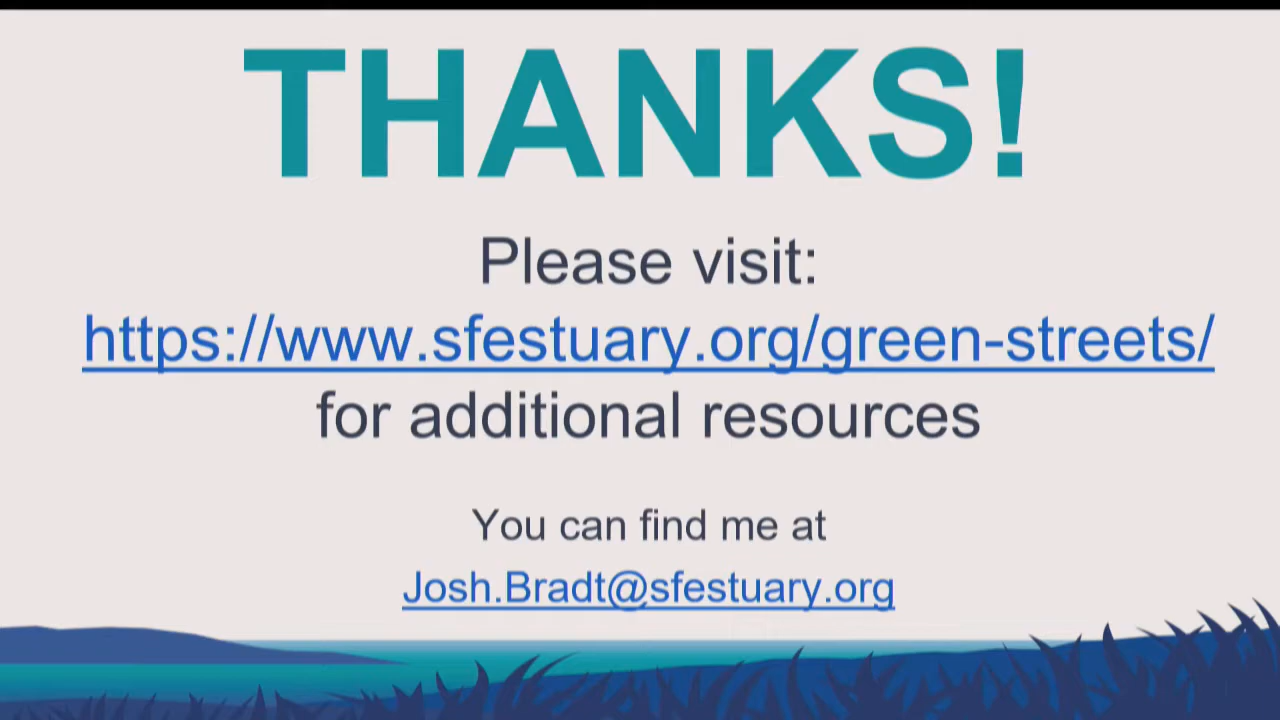 THANKS!
Please visit:
https://www.sfestuary.org/green-streets/
for additional resources
You can find me at
Josh.Bradt@sfestuary.org